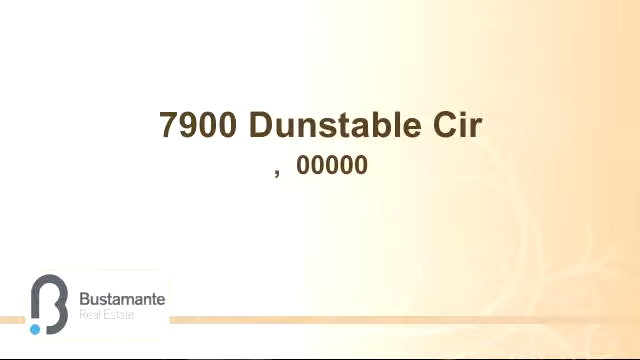 7900 Dunstable Cir
, 00000
Bustamante
Real Estate